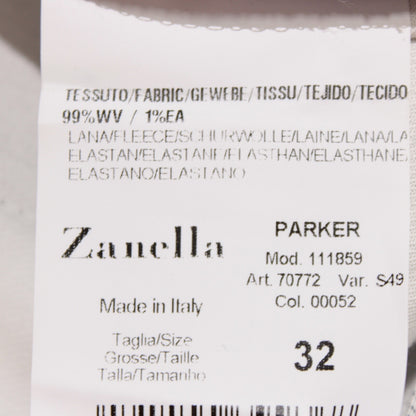 TESSUTO/FABRIC/GEWEBE/TISSU/TEJIDO/TECIDO
99%WV / 1%EA
LANA/FLEECE/SCHURWOLLE/LAINE/LANA/LA
ELASTAN/ELASTANE/ELASTHAN/ELASTHANE/
ELASTANO/ELASTANO
Zanella
PARKER
Mod. 111859
Art. 70772 Var. S49
Col. 00052
Made in Italy
Taglia/Size
Grosse/Taille
Talla/Tamanho
32